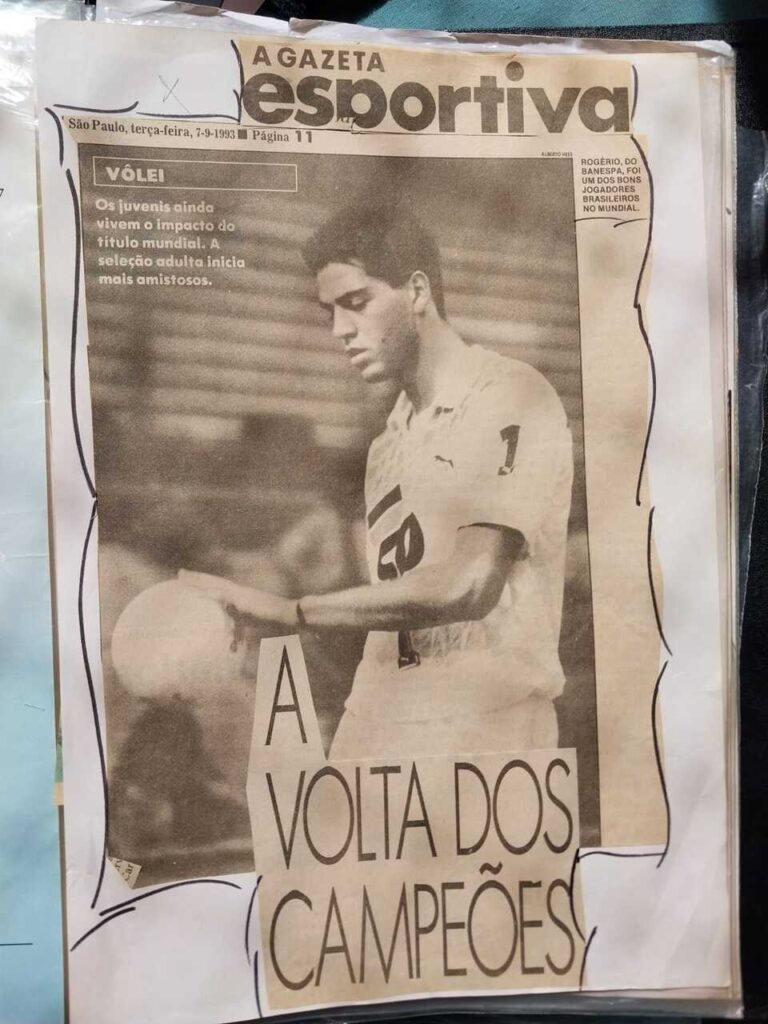 A GAZETA
esportiva
São Paulo, terça-feira, 7-9-1993 ■ Página 11
VÔLEI
Os juvenis ainda
vivem o impacto do
título mundial. A
seleção adulta inicia
mais amistosos.
ROGÉRIO, DO
BANESPA, FOI
UM DOS BONS
JOGADORES
BRASILEIROS
NO MUNDIAL.
1
A
VOLTA DOS
CAMPEÕES